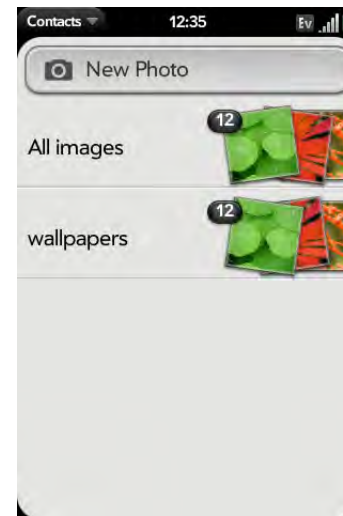 Contacts 12:35 Ev
New Photo
12
All images
12
wallpapers